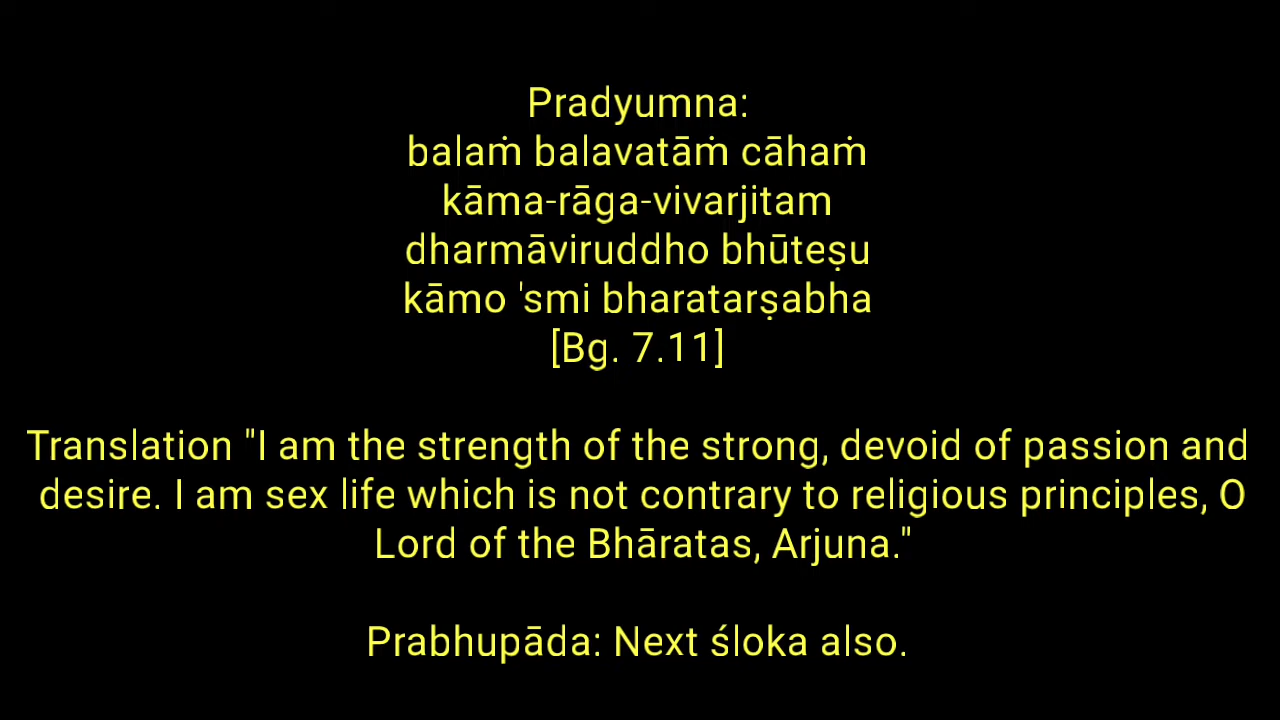 Pradyumna:
balaṁ balavatāṁ cāhaṁ
kāma-rāga-vivarjitam
dharmāviruddho bhūteṣu
kāmo 'smi bharatarṣabha
[Bg. 7.11]
Translation "I am the strength of the strong, devoid of passion and
desire. I am sex life which is not contrary to religious principles, O
Lord of the Bhāratas, Arjuna."
Prabhupāda: Next śloka also.